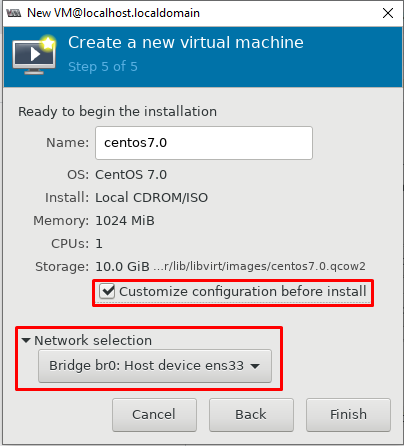 New VM@localhost.localdomain
Create a new virtual machine
Step 5 of 5
Ready to begin the installation
Name: centos7.0
OS: CentOS 7.0
Install: Local CDROM/ISO
Memory: 1024 MiB
CPUs: 1
Storage: 10.0 GiB ...r/lib/libvirt/images/centos7.0.qcow2
Customize configuration before install
Network selection
Bridge br0: Host device ens33
Cancel Back Finish